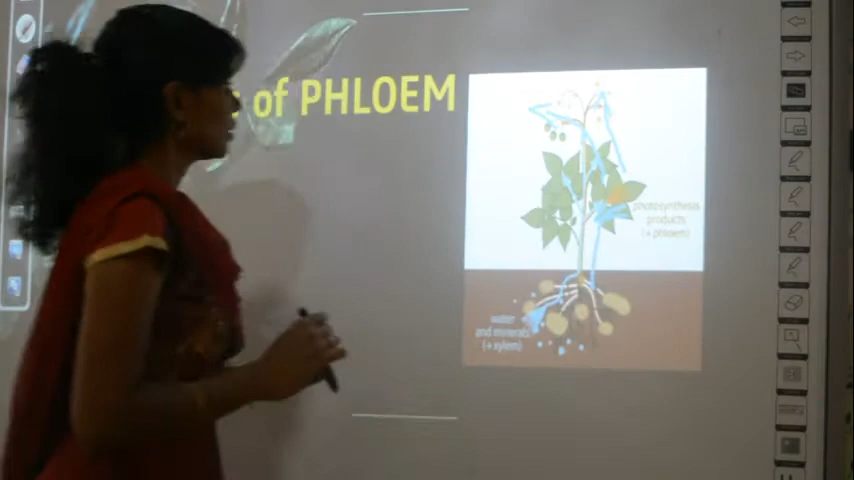 of PHLOEM
photosynthesis
products
(→ phloem)
water
and minerals
(→ xylem)